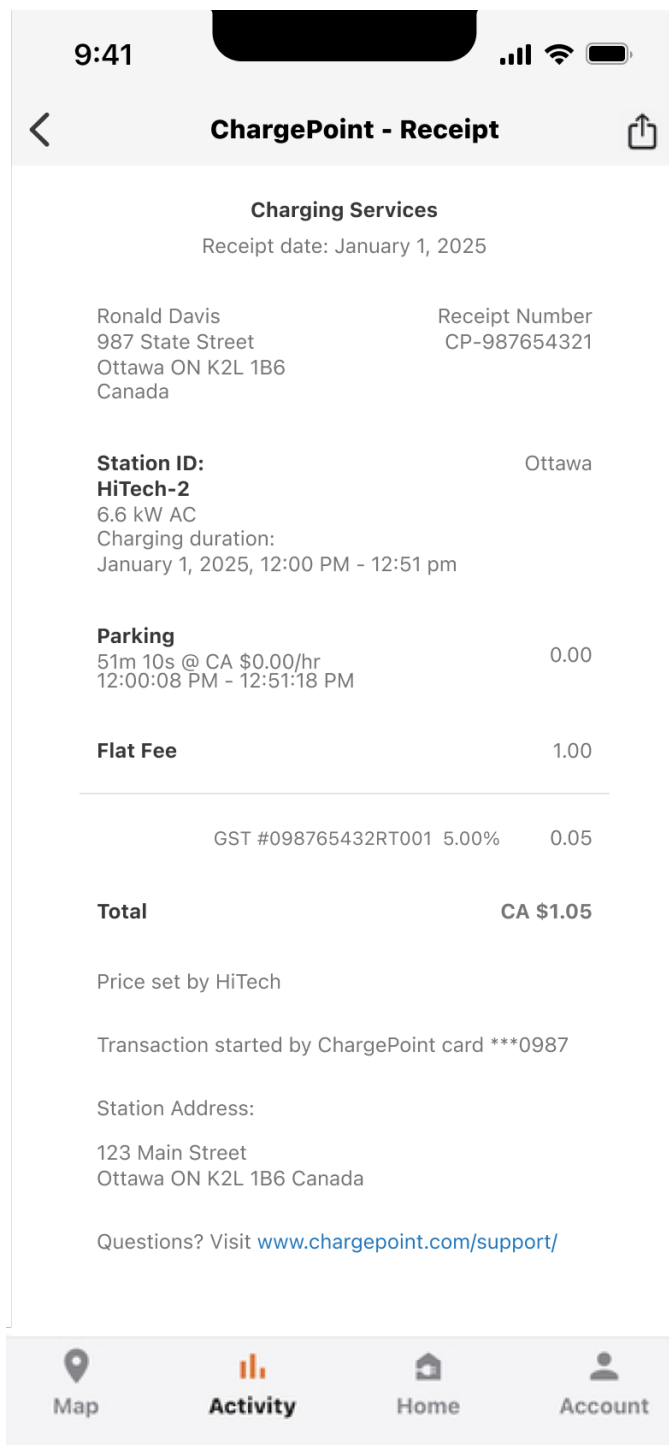 9:41
ChargePoint - Receipt
Charging Services
Receipt date: January 1, 2025
Ronald Davis
987 State Street
Ottawa ON K2L 1B6
Canada
Receipt Number
CP-987654321
Station ID:
HiTech-2
6.6 kW AC
Charging duration:
January 1, 2025, 12:00 PM - 12:51 pm
Ottawa
Parking
51m 10s @ CA $0.00/hr
12:00:08 PM - 12:51:18 PM
0.00
Flat Fee 1.00
GST #098765432RT001 5.00% 0.05
Total CA $1.05
Price set by HiTech
Transaction started by ChargePoint card ***0987
Station Address:
123 Main Street
Ottawa ON K2L 1B6 Canada
Questions? Visit www.chargepoint.com/support/
Map Activity Home Account